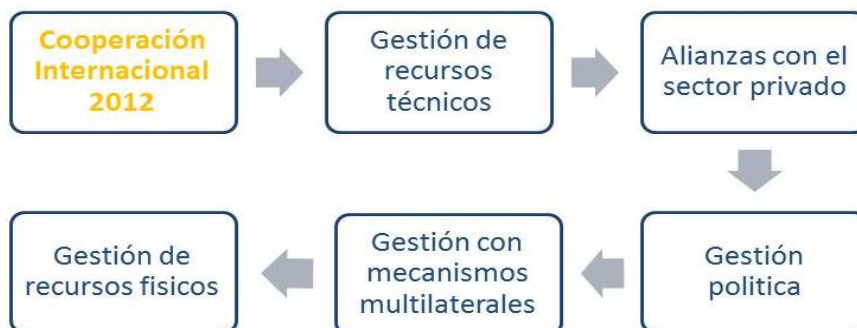 Cooperación
Internacional
2012
Gestión de
recursos
técnicos
Alianzas con el
sector privado
Gestión
politica
Gestión con
mecanismos
multilaterales
Gestión de
recursos fisicos